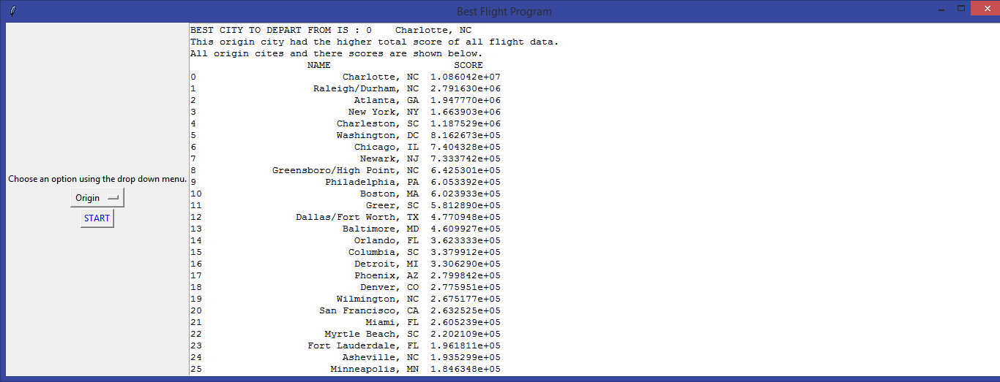 Best Flight Program
BEST CITY TO DEPART FROM IS : 0    Charlotte, NC
This origin city had the higher total score of all flight data.
All origin cites and there scores are shown below.
NAME SCORE
0 Charlotte, NC 1.086042e+07
1 Raleigh/Durham, NC 2.791630e+06
2 Atlanta, GA 1.947770e+06
3 New York, NY 1.663903e+06
4 Charleston, SC 1.187529e+06
5 Washington, DC 8.162673e+05
6 Chicago, IL 7.404328e+05
7 Newark, NJ 7.333742e+05
8 Greensboro/High Point, NC 6.425301e+05
9 Philadelphia, PA 6.053392e+05
10 Boston, MA 6.023933e+05
11 Greer, SC 5.812890e+05
12 Dallas/Fort Worth, TX 4.770948e+05
13 Baltimore, MD 4.609927e+05
14 Orlando, FL 3.623333e+05
15 Columbia, SC 3.379912e+05
16 Detroit, MI 3.306290e+05
17 Phoenix, AZ 2.799842e+05
18 Denver, CO 2.775951e+05
19 Wilmington, NC 2.675177e+05
20 San Francisco, CA 2.632525e+05
21 Miami, FL 2.605239e+05
22 Myrtle Beach, SC 2.202109e+05
23 Fort Lauderdale, FL 1.961811e+05
24 Asheville, NC 1.935299e+05
25 Minneapolis, MN 1.846348e+05
Choose an option using the drop down menu.
Origin
START